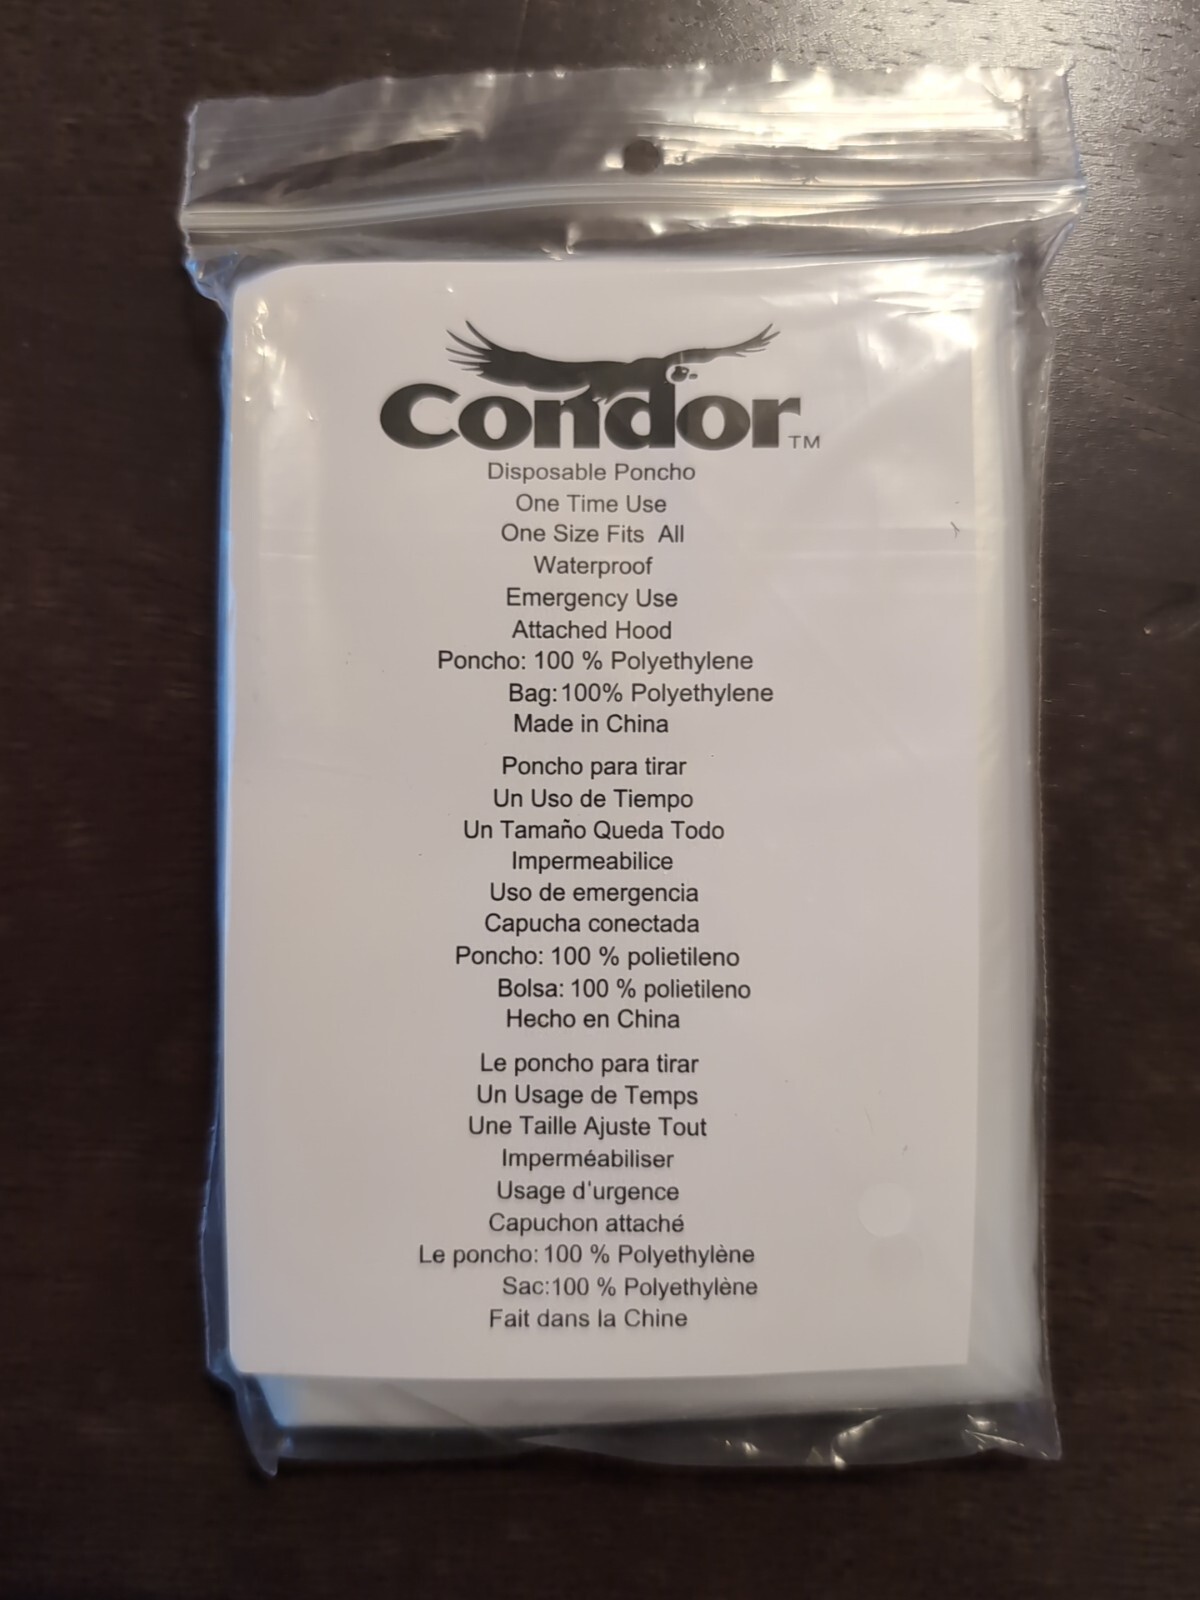 Condor™
Disposable Poncho
One Time Use
One Size Fits All
Waterproof
Emergency Use
Attached Hood
Poncho: 100 % Polyethylene
Bag:100% Polyethylene
Made in China
Poncho para tirar
Un Uso de Tiempo
Un Tamaño Queda Todo
Impermeabilice
Uso de emergencia
Capucha conectada
Poncho: 100 % polietileno
Bolsa: 100 % polietileno
Hecho en China
Le poncho para tirar
Un Usage de Temps
Une Taille Ajuste Tout
Imperméabiliser
Usage d'urgence
Capuchon attaché
Le poncho: 100 % Polyethylène
Sac:100 % Polyethylène
Fait dans la Chine